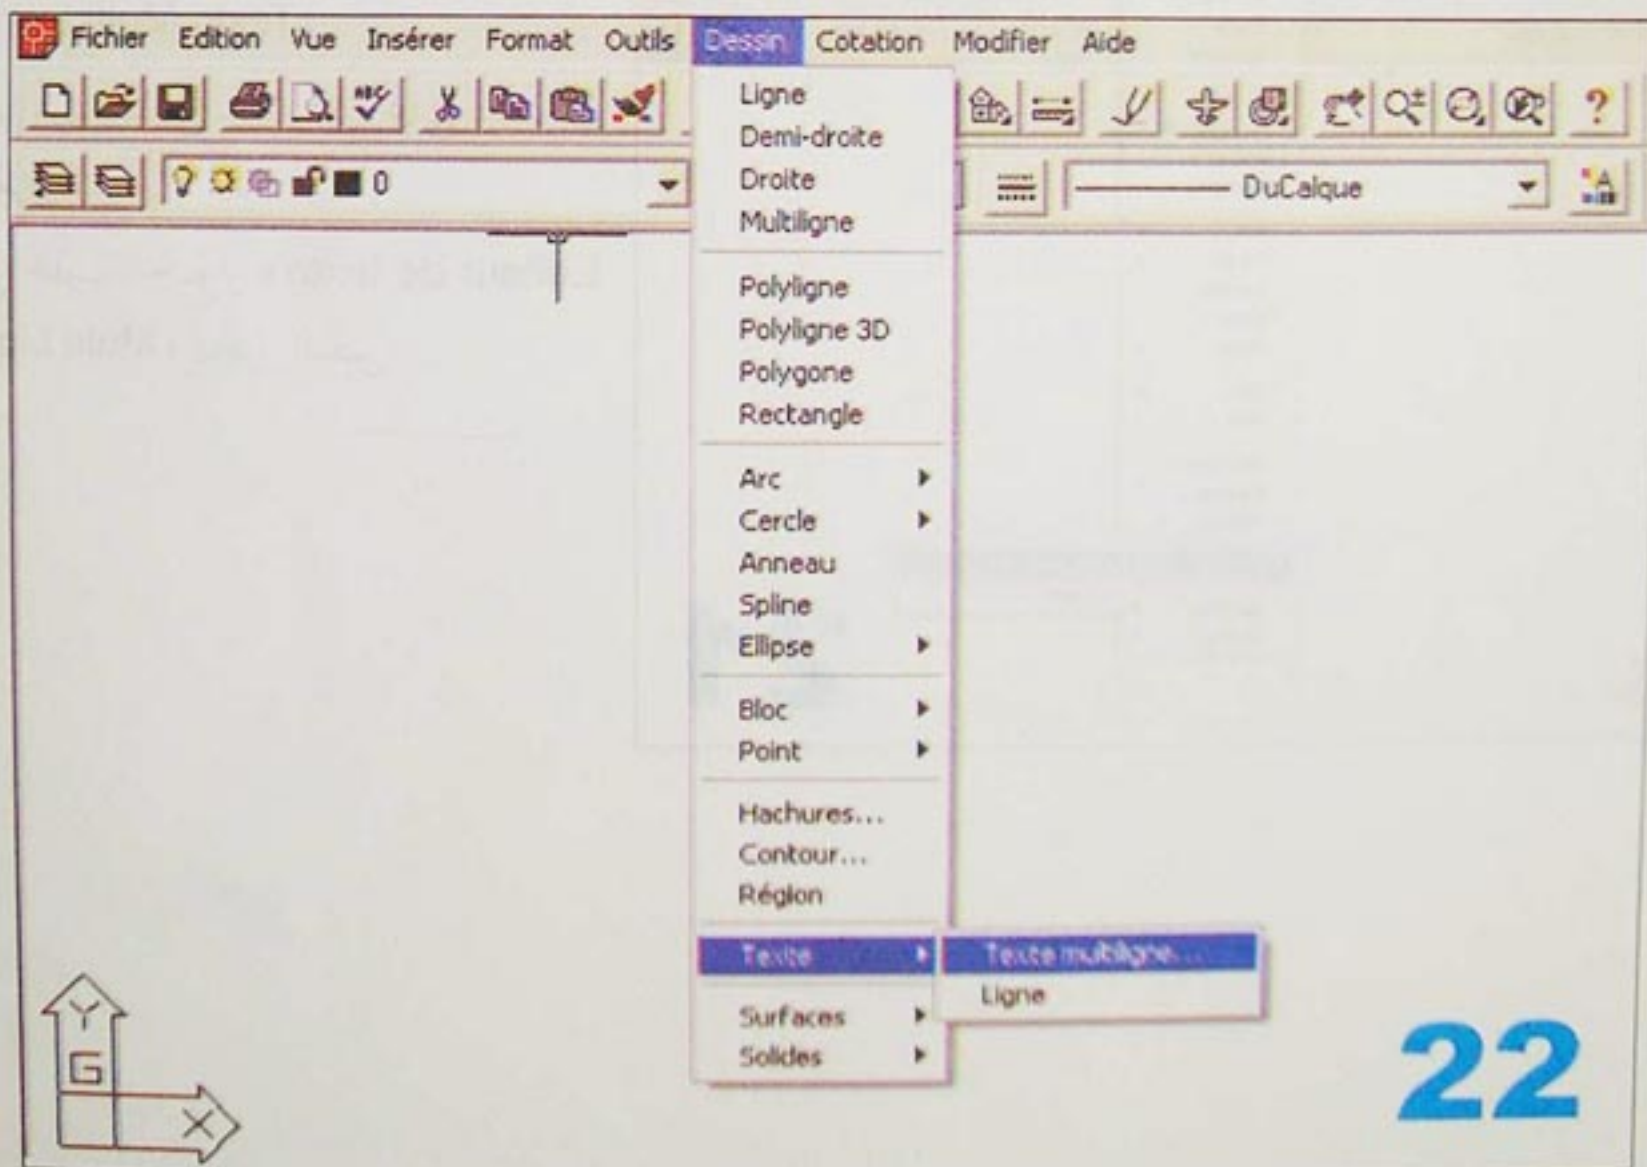 Fichier Edition Vue Insérer Format Outils Dessin Cotation Modifier Aide
ABC
?
0
DuCalque
A
Ligne
Demi-droite
Droite
Multiligne
Polyligne
Polyligne 3D
Polygone
Rectangle
Arc
Cercle
Anneau
Spline
Ellipse
Bloc
Point
Hachures...
Contour...
Région
Texte
Texte multiligne...
Ligne
Surfaces
Solides
Y
G
X
22